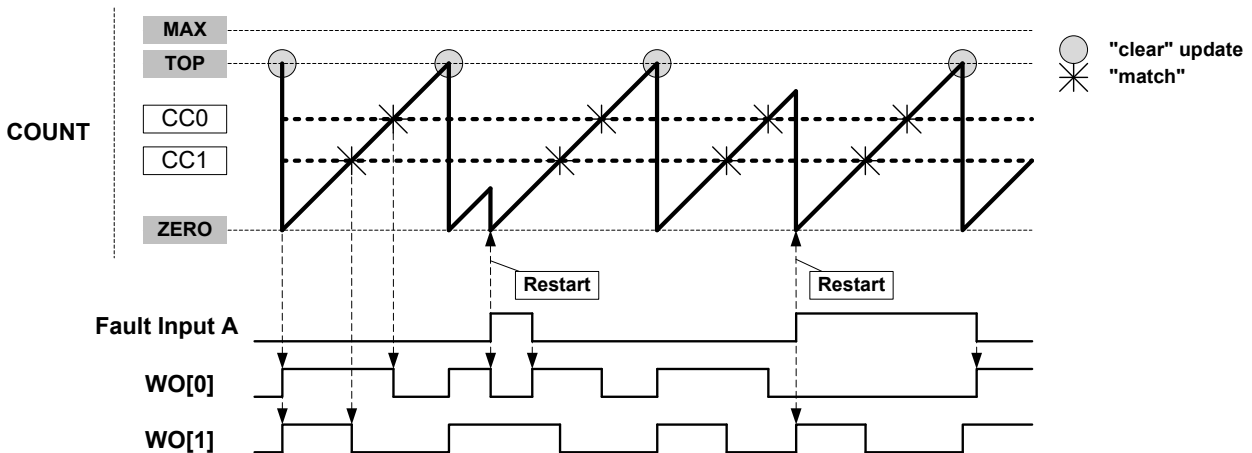 MAX
"clear" update
TOP
"match"
CC0
COUNT
CC1
ZERO
Restart
Restart
Fault Input A
WO[0]
WO[1]